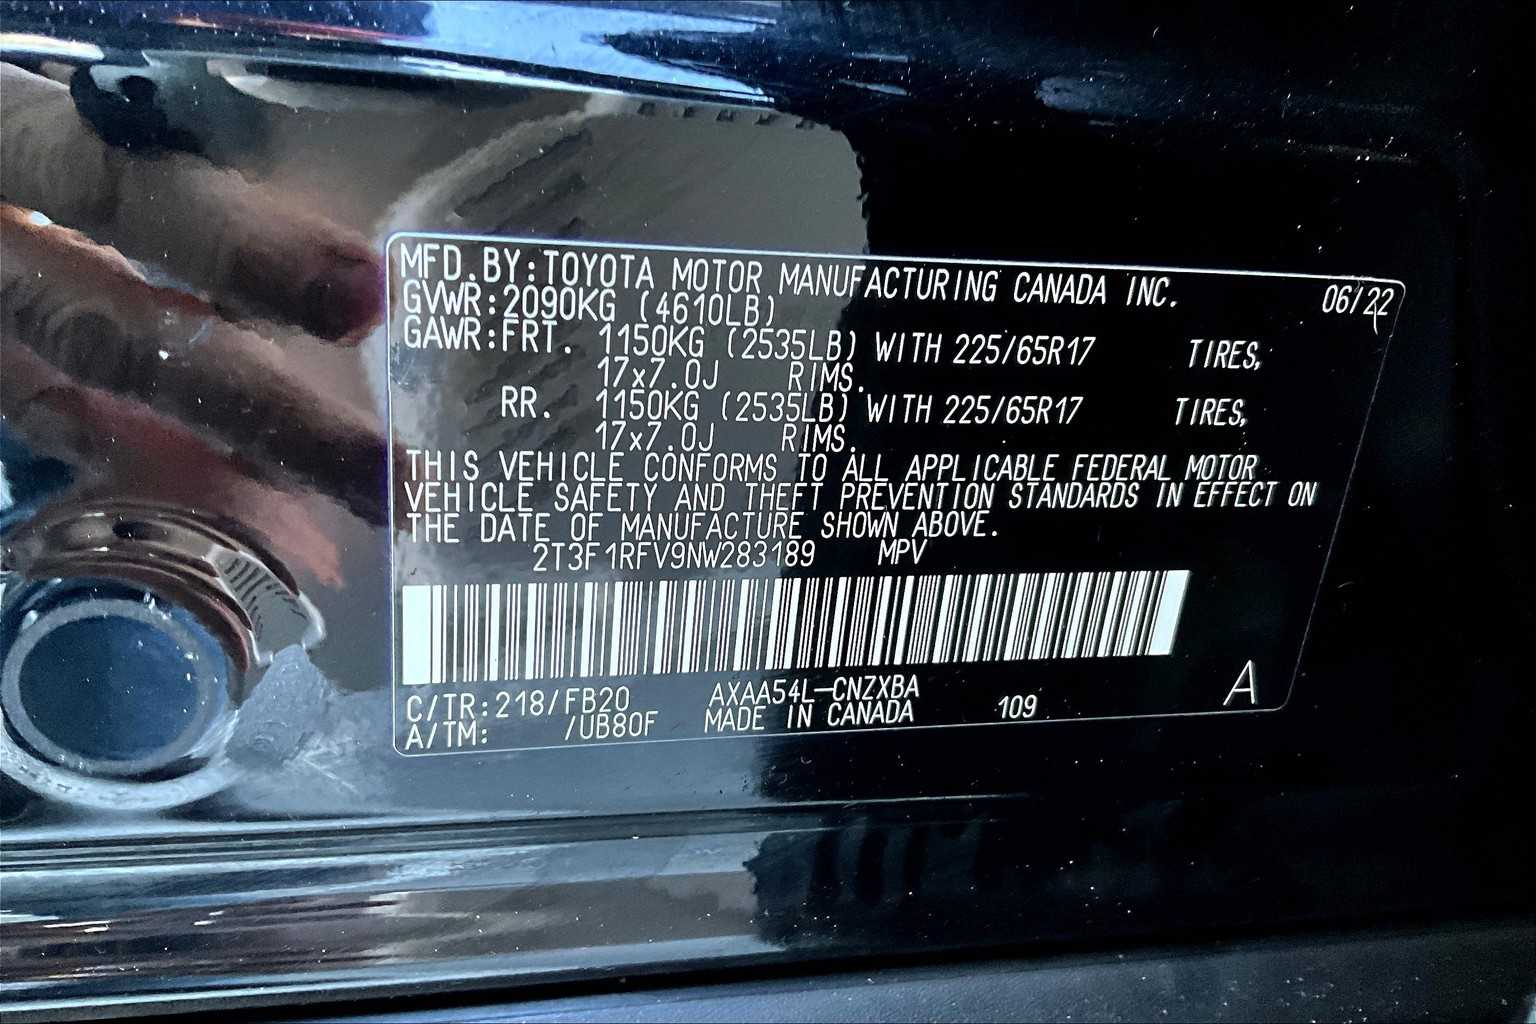 MFD.BY:TOYOTA MOTOR MANUFACTURING CANADA INC. 06/22
GVWR:2090KG (4610LB)
GAWR:FRT. 1150KG (2535LB) WITH 225/65R17 TIRES,
17x7.0J RIMS.
RR. 1150KG (2535LB) WITH 225/65R17 TIRES,
17x7.0J RIMS.
THIS VEHICLE CONFORMS TO ALL APPLICABLE FEDERAL MOTOR
VEHICLE SAFETY AND THEFT PREVENTION STANDARDS IN EFFECT ON
THE DATE OF MANUFACTURE SHOWN ABOVE.
2T3F1RFV9NW283189 MPV
C/TR:218/FB20 AXAA54L-CNZXBA 109 A
A/TM: /UB80F MADE IN CANADA